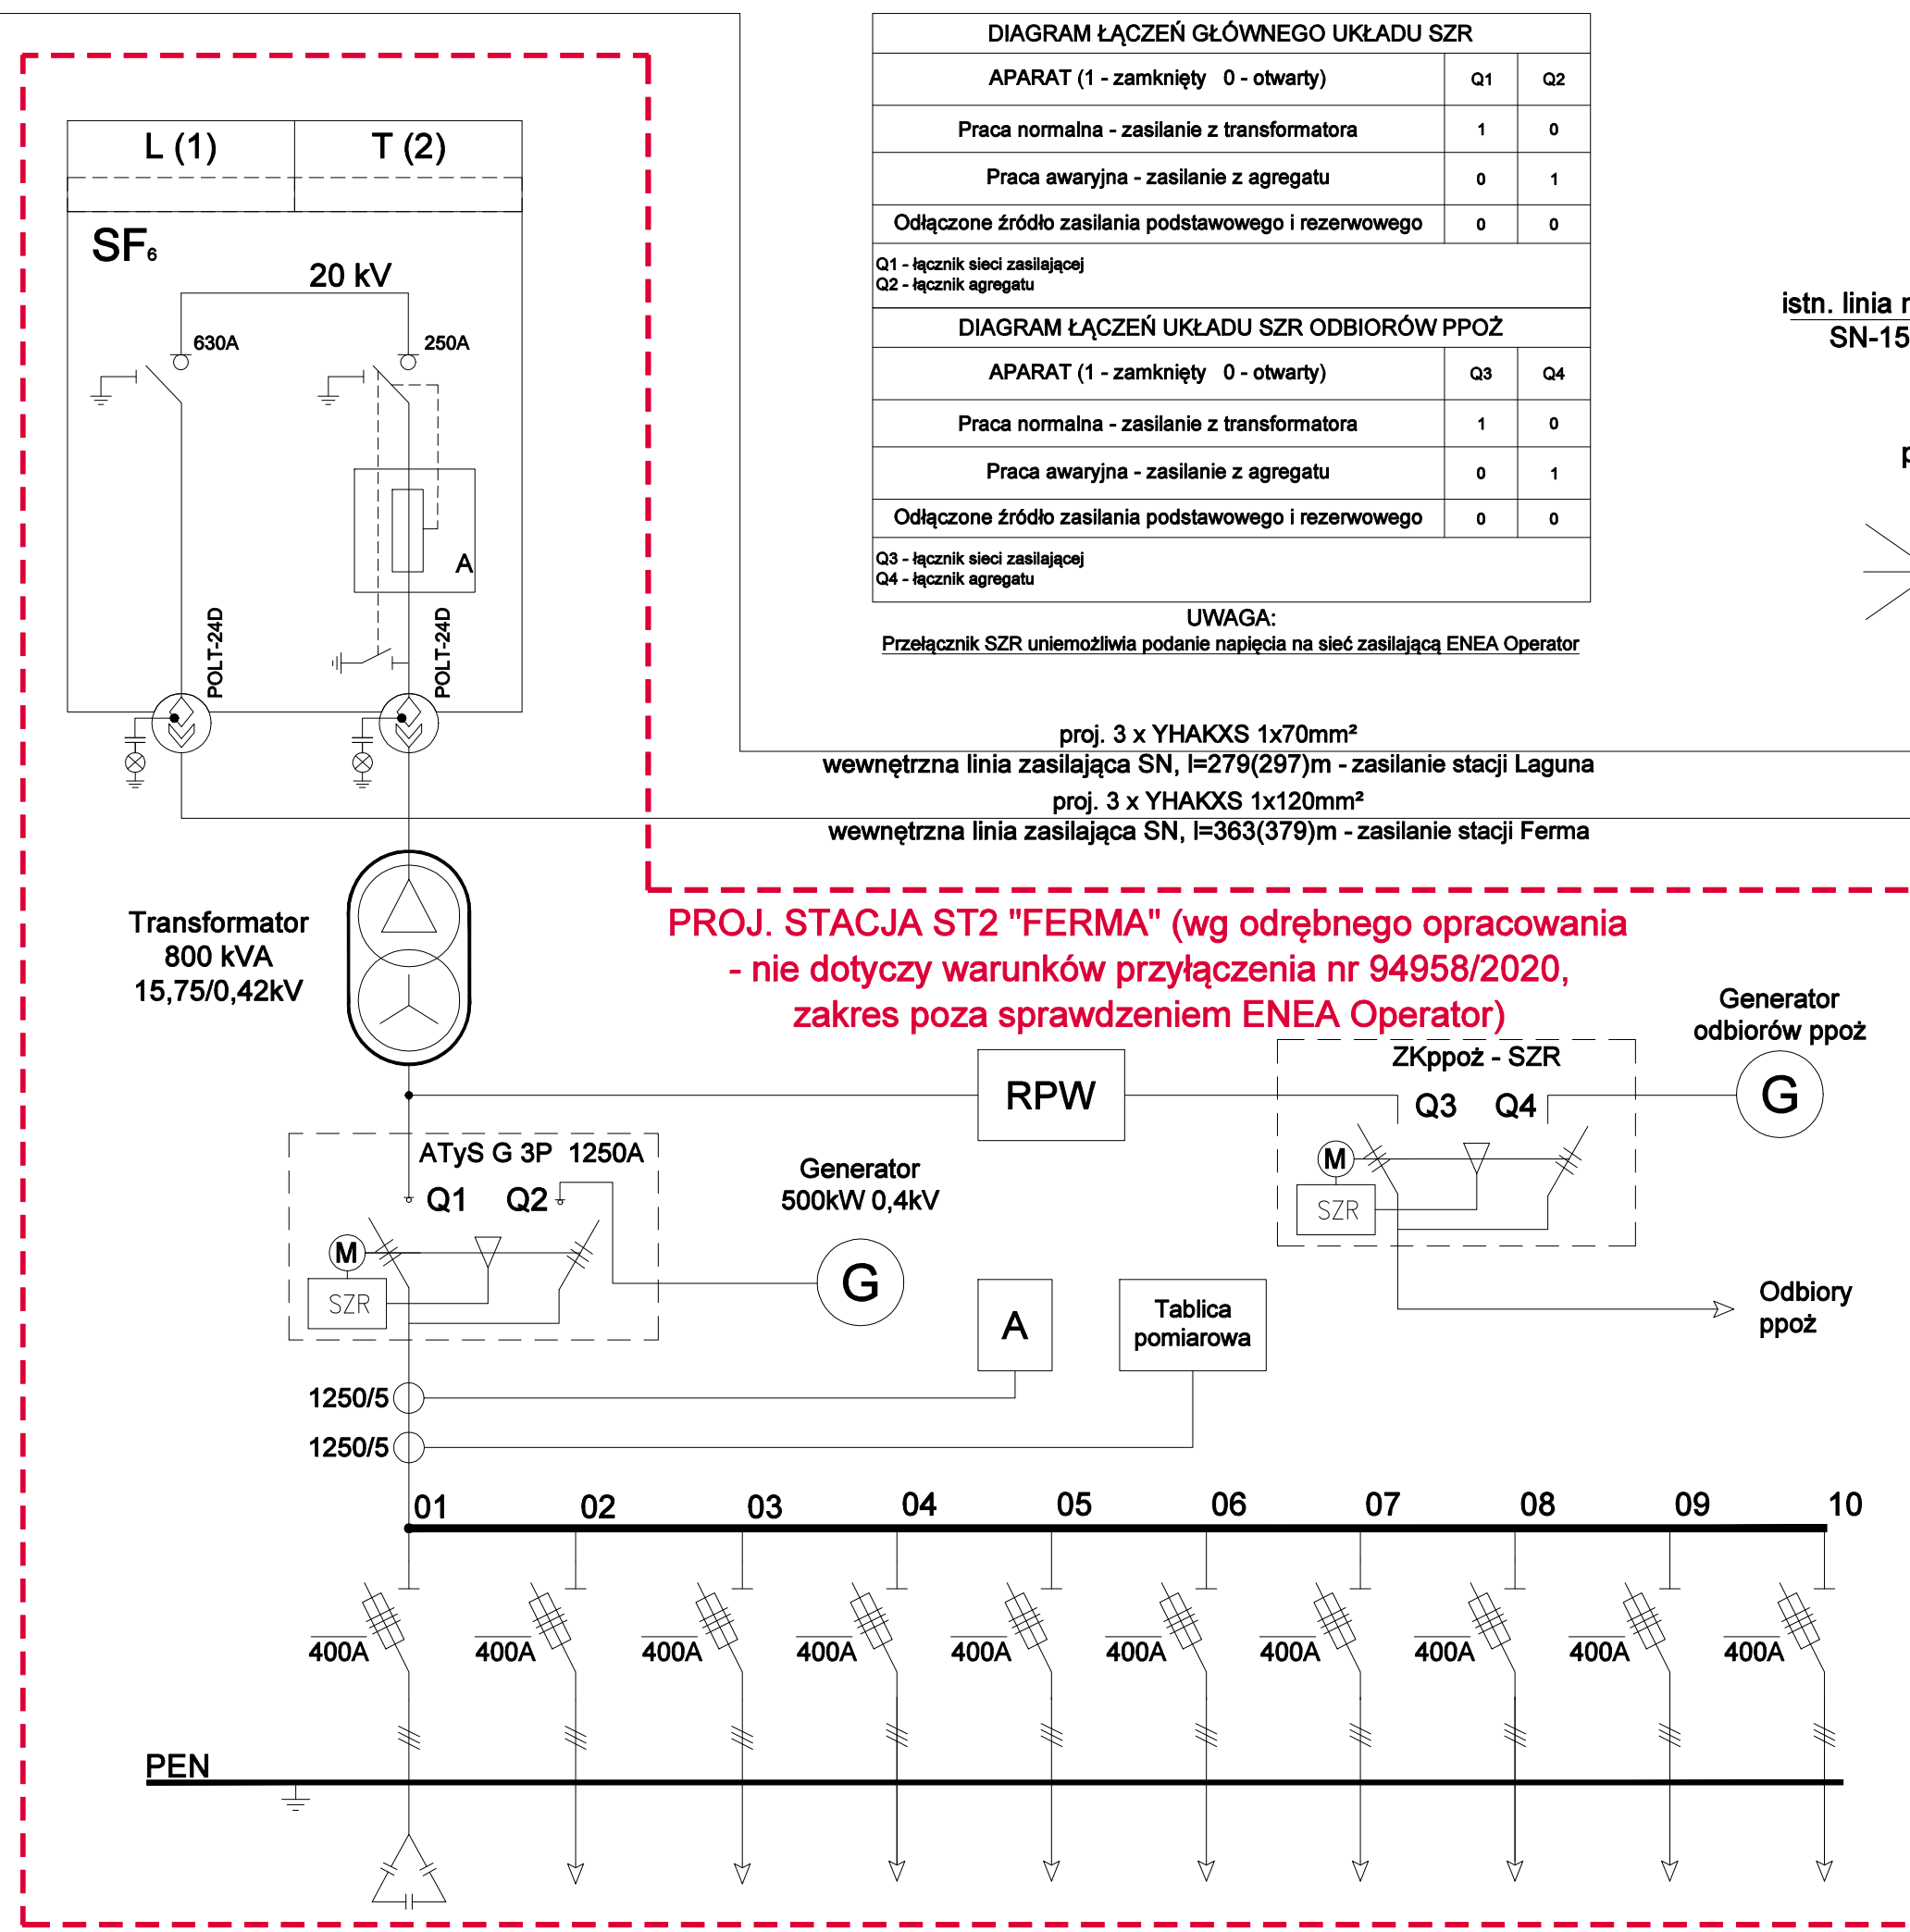 DIAGRAM ŁĄCZEŃ GŁÓWNEGO UKŁADU SZR
APARAT (1 - zamknięty 0 - otwarty) Q1 Q2
Praca normalna - zasilanie z transformatora 1 0
Praca awaryjna - zasilanie z agregatu 0 1
Odłączone źródło zasilania podstawowego i rezerwowego 0 0
Q1 - łącznik sieci zasilającej
Q2 - łącznik agregatu
DIAGRAM ŁĄCZEŃ UKŁADU SZR ODBIORÓW PPOŻ
APARAT (1 - zamknięty 0 - otwarty) Q3 Q4
Praca normalna - zasilanie z transformatora 1 0
Praca awaryjna - zasilanie z agregatu 0 1
Odłączone źródło zasilania podstawowego i rezerwowego 0 0
Q3 - łącznik sieci zasilającej
Q4 - łącznik agregatu
UWAGA:
Przełącznik SZR uniemożliwia podanie napięcia na sieć zasilającą ENEA Operator
L (1) T (2)
SF₆
20 kV
630A 250A
A
POLT-24D POLT-24D
istn. linia
SN-15
proj. 3 x YHAKXS 1x70mm²
wewnętrzna linia zasilająca SN, l=279(297)m - zasilanie stacji Laguna
proj. 3 x YHAKXS 1x120mm²
wewnętrzna linia zasilająca SN, l=363(379)m - zasilanie stacji Ferma
Transformator
800 kVA
15,75/0,42kV
PROJ. STACJA ST2 "FERMA" (wg odrębnego opracowania
- nie dotyczy warunków przyłączenia nr 94958/2020,
zakres poza sprawdzeniem ENEA Operator)
Generator
odbiorów ppoż
G
RPW
ZKppoż - SZR
Q3 Q4
M
SZR
ATyS G 3P 1250A
Q1 Q2
M
SZR
Generator
500kW 0,4kV
G
A
Tablica
pomiarowa
Odbiory
ppoż
1250/5
1250/5
01 02 03 04 05 06 07 08 09 10
400A 400A 400A 400A 400A 400A 400A 400A 400A 400A
PEN